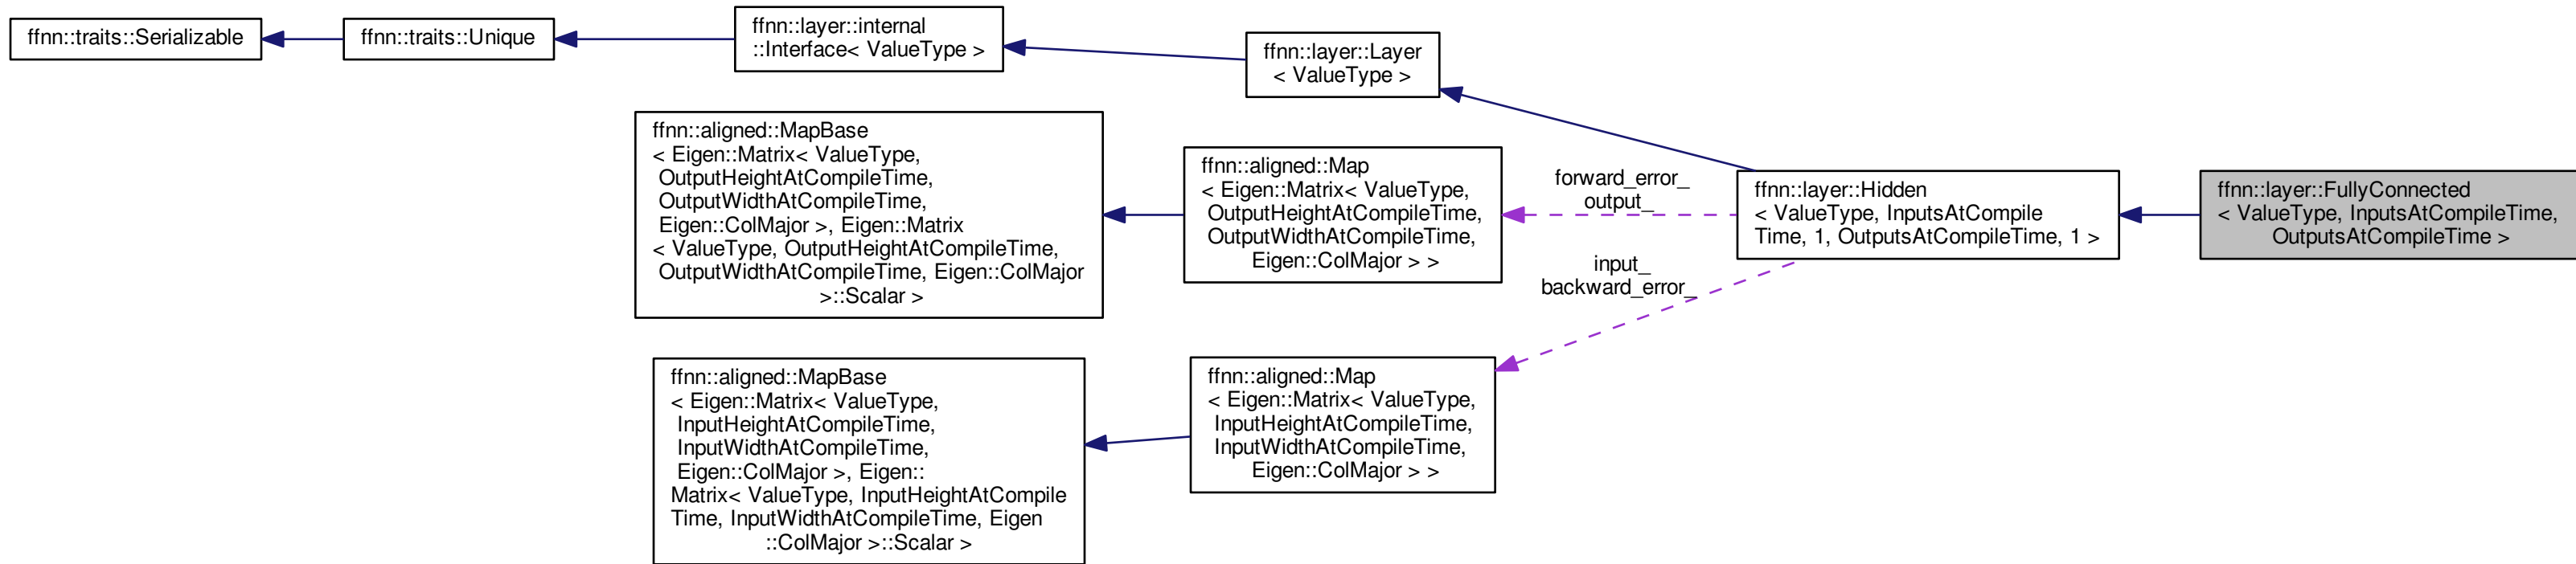 ffnn::traits::Serializable
ffnn::traits::Unique
ffnn::layer::internal
::Interface< ValueType >
ffnn::layer::Layer
< ValueType >
ffnn::aligned::MapBase
< Eigen::Matrix< ValueType,
OutputHeightAtCompileTime,
OutputWidthAtCompileTime,
Eigen::ColMajor >, Eigen::Matrix
< ValueType, OutputHeightAtCompileTime,
OutputWidthAtCompileTime, Eigen::ColMajor
>::Scalar >
ffnn::aligned::Map
< Eigen::Matrix< ValueType,
OutputHeightAtCompileTime,
OutputWidthAtCompileTime,
Eigen::ColMajor > >
forward_error_
output_
ffnn::layer::Hidden
< ValueType, InputsAtCompile
Time, 1, OutputsAtCompileTime, 1 >
ffnn::layer::FullyConnected
< ValueType, InputsAtCompileTime,
OutputsAtCompileTime >
input_
backward_error_
ffnn::aligned::MapBase
< Eigen::Matrix< ValueType,
InputHeightAtCompileTime,
InputWidthAtCompileTime,
Eigen::ColMajor >, Eigen::
Matrix< ValueType, InputHeightAtCompile
Time, InputWidthAtCompileTime, Eigen
::ColMajor >::Scalar >
ffnn::aligned::Map
< Eigen::Matrix< ValueType,
InputHeightAtCompileTime,
InputWidthAtCompileTime,
Eigen::ColMajor > >